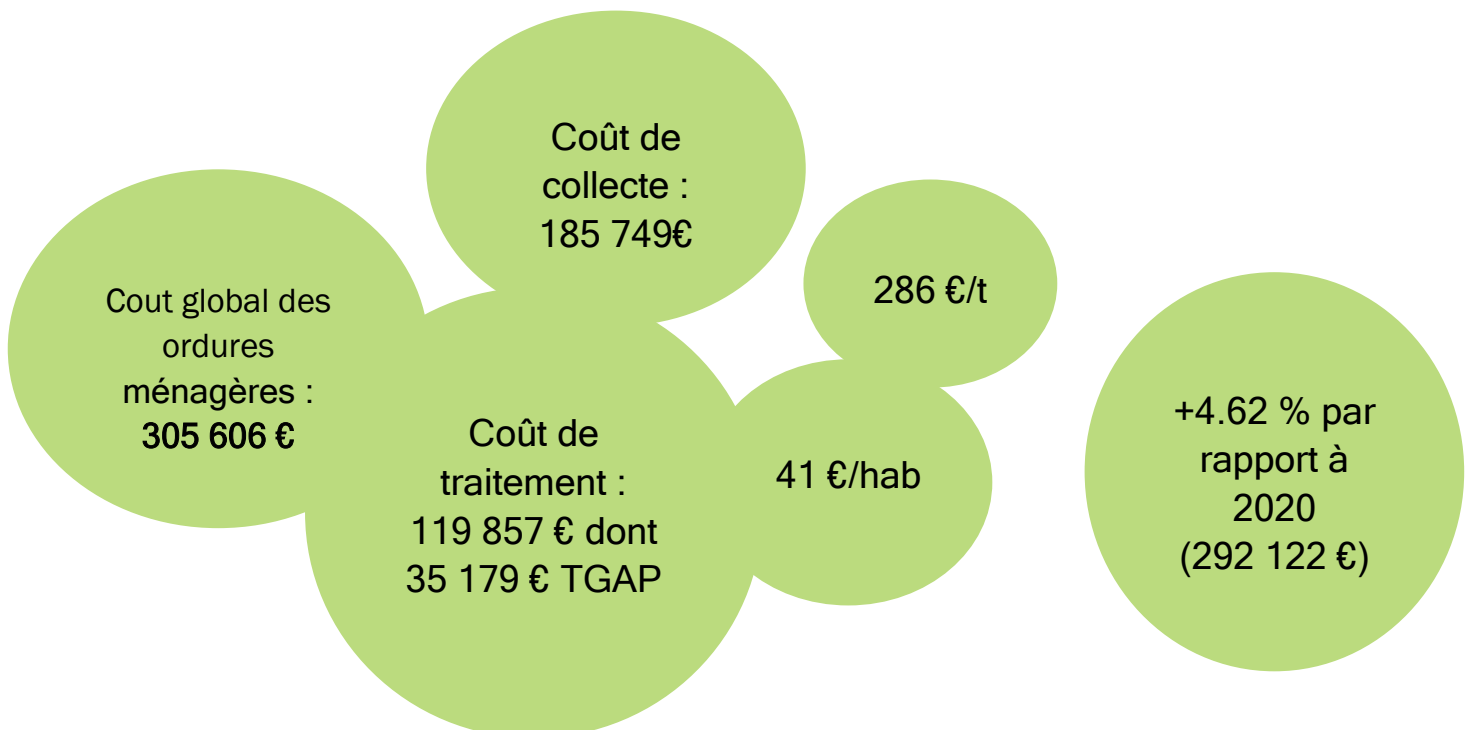 Coût de
collecte :
185 749€
286 €/t
Cout global des
ordures
ménagères :
305 606 €
Coût de
traitement :
119 857 € dont
35 179 € TGAP
41 €/hab
+4.62 % par
rapport à
2020
(292 122 €)